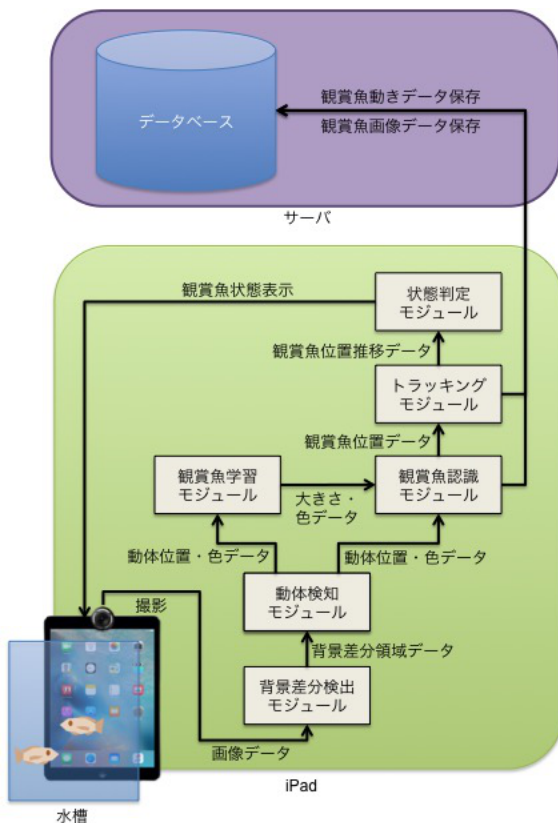 データベース
観賞魚動きデータ保存
観賞魚画像データ保存
サーバ
観賞魚状態表示
状態判定
モジュール
観賞魚位置推移データ
トラッキング
モジュール
観賞魚位置データ
観賞魚学習
モジュール
大きさ・
色データ
観賞魚認識
モジュール
動体位置・色データ
動体位置・色データ
動体検知
モジュール
撮影
背景差分領域データ
背景差分検出
モジュール
画像データ
iPad
水槽